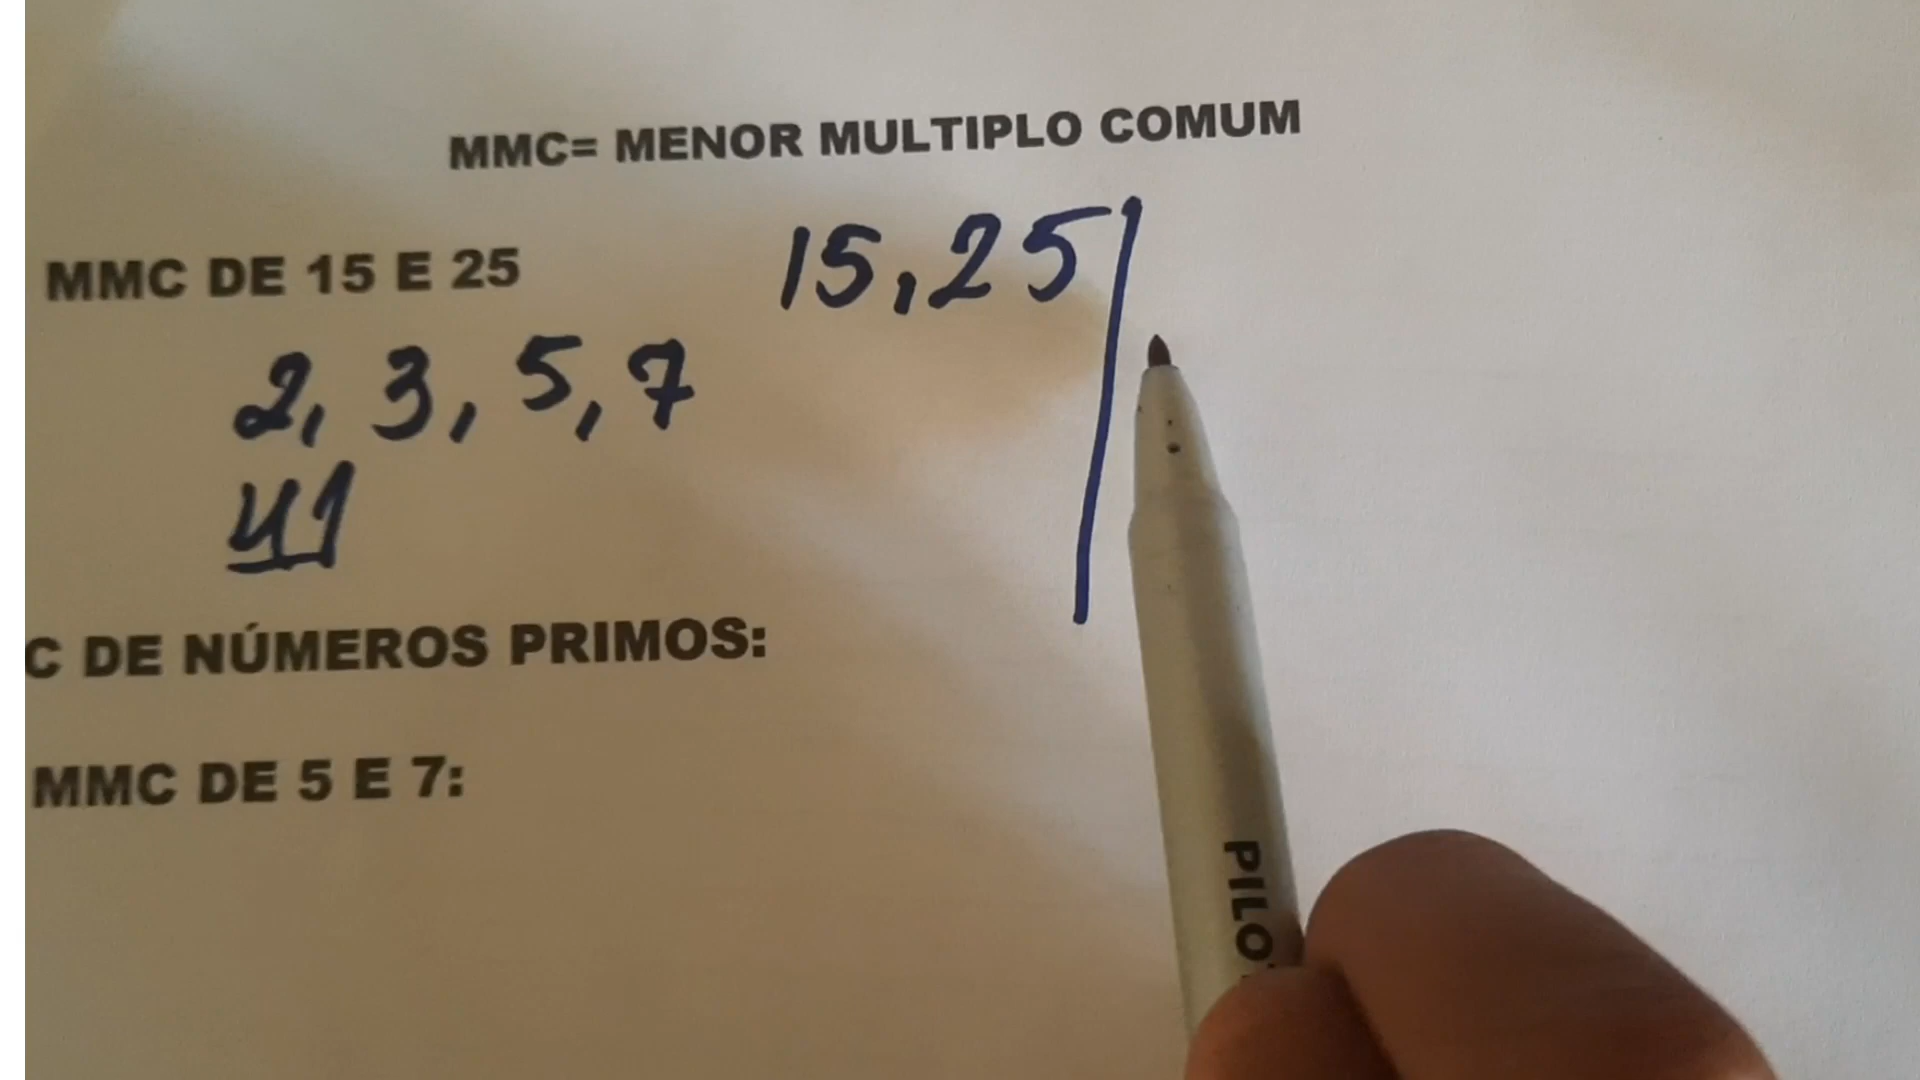 MMC= MENOR MULTIPLO COMUM
MMC DE 15 E 25
15,25
2, 3, 5, 7
C DE NÚMEROS PRIMOS:
MMC DE 5 E 7:
PILO